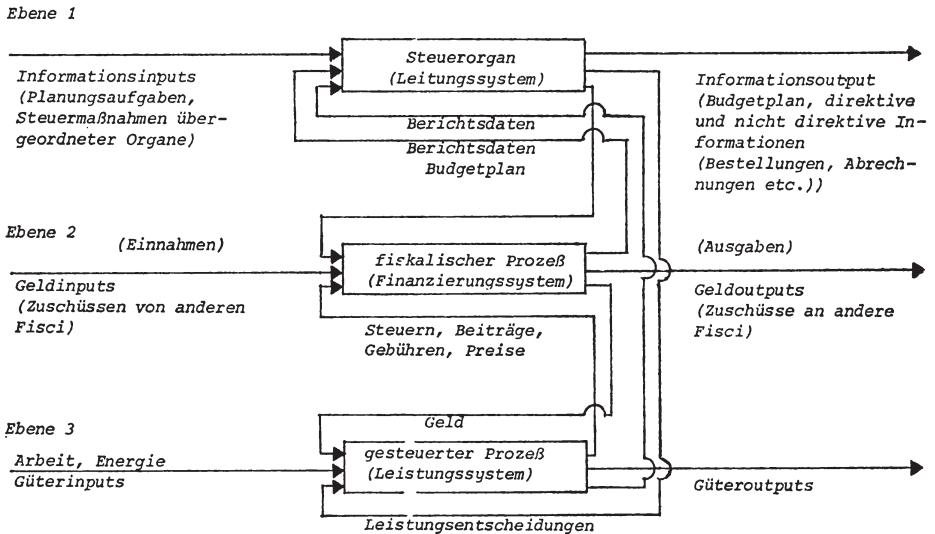 Ebene 1
Steuerorgan
(Leitungssystem)
Informationsinputs
(Planungsaufgaben,
Steuermaßnahmen über-
geordneter Organe)
Informationsoutput
(Budgetplan, direktive
und nicht direktive In-
formationen
(Bestellungen, Abrech-
nungen etc.))
Berichtsdaten
Berichtsdaten
Budgetplan
Ebene 2
(Einnahmen)
fiskalischer Prozeß
(Finanzierungssystem)
(Ausgaben)
Geldinputs
(Zuschüssen von anderen
Fisci)
Geldoutputs
(Zuschüsse an andere
Fisci)
Steuern, Beiträge,
Gebühren, Preise
Geld
Ebene 3
Arbeit, Energie
Güterinputs
gesteuerter Prozeß
(Leistungssystem)
Güteroutputs
Leistungsentscheidungen